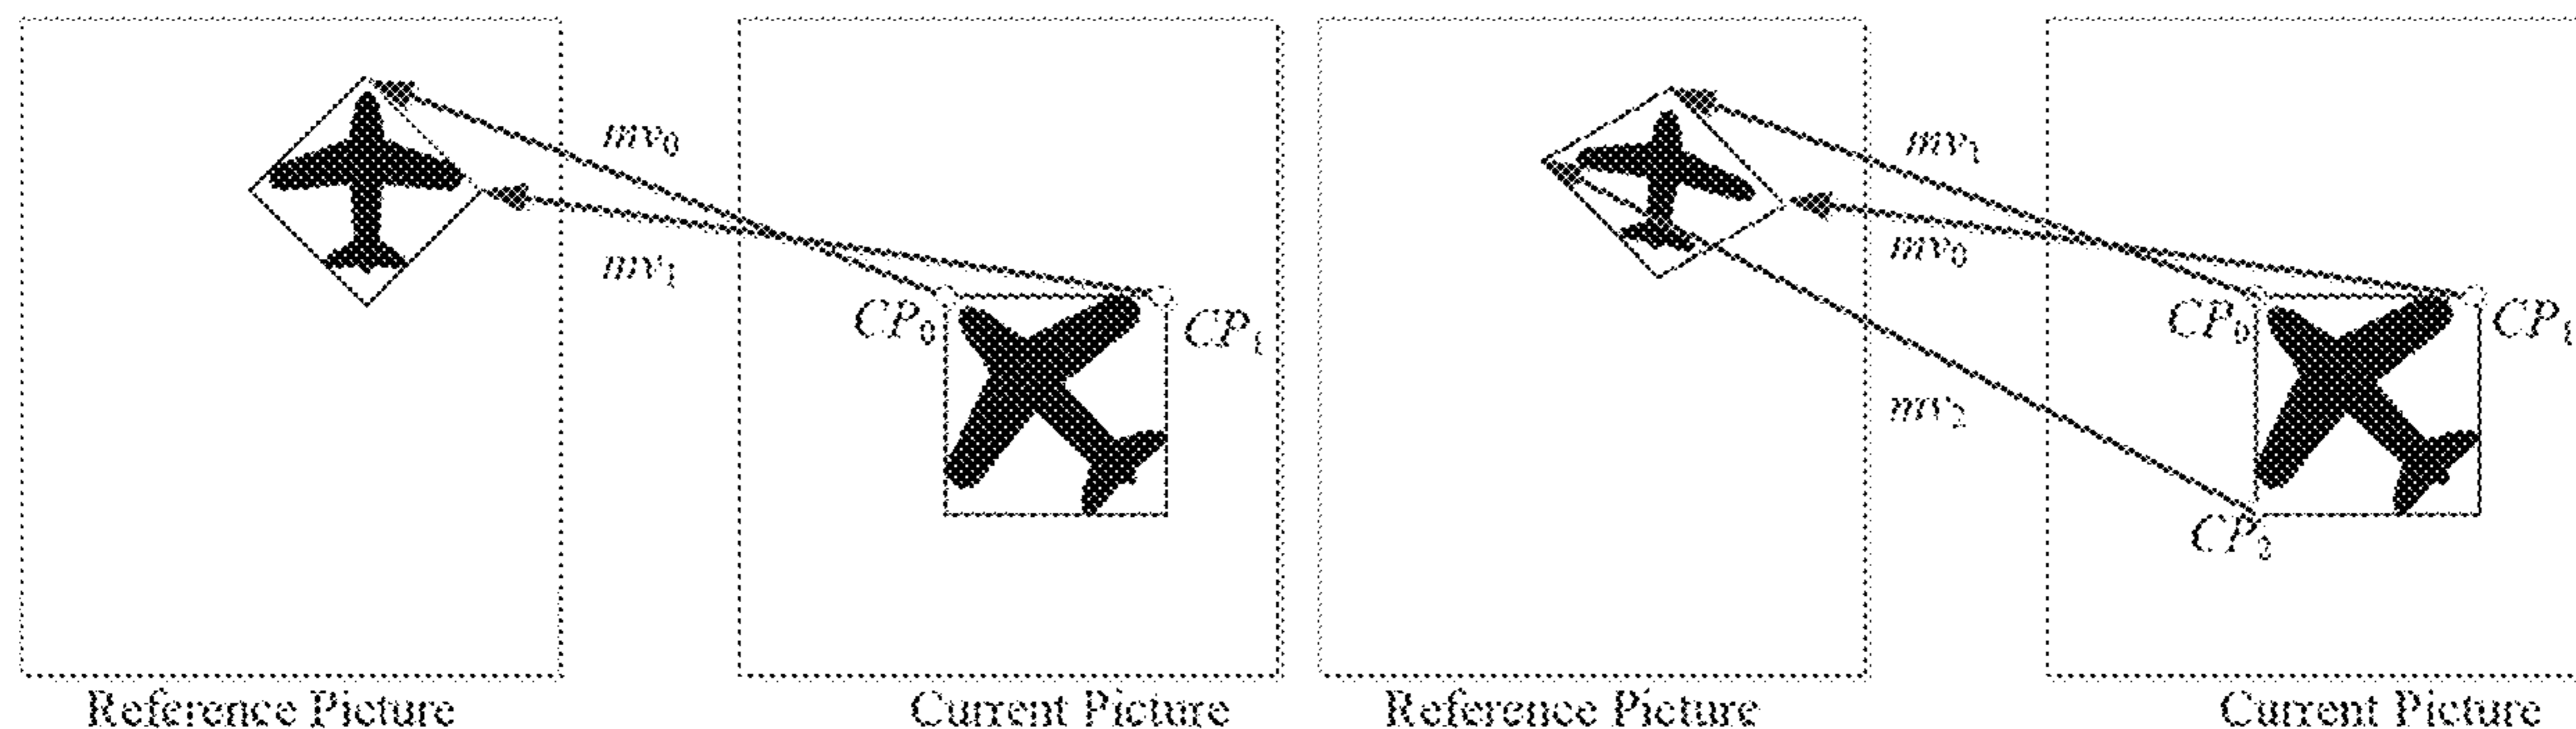 mv₀
mv₁
CP₀
CP₁
Reference Picture
Current Picture
mv₁
mv₀
mv₂
CP₀
CP₁
CP₂
Reference Picture
Current Picture